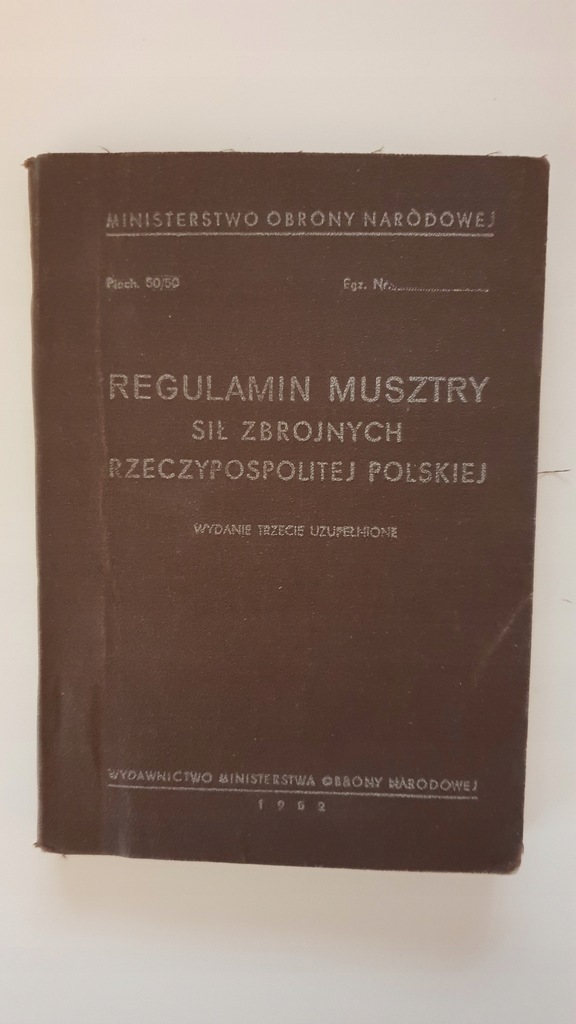 MINISTERSTWO OBRONY NARODOWEJ
Piech. 50/50 Egz. Nr.....................
REGULAMIN MUSZTRY
SIŁ ZBROJNYCH
RZECZYPOSPOLITEJ POLSKIEJ
WYDANIE TRZECIE UZUPEŁNIONE
WYDAWNICTWO MINISTERSTWA OBRONY NARODOWEJ
1952